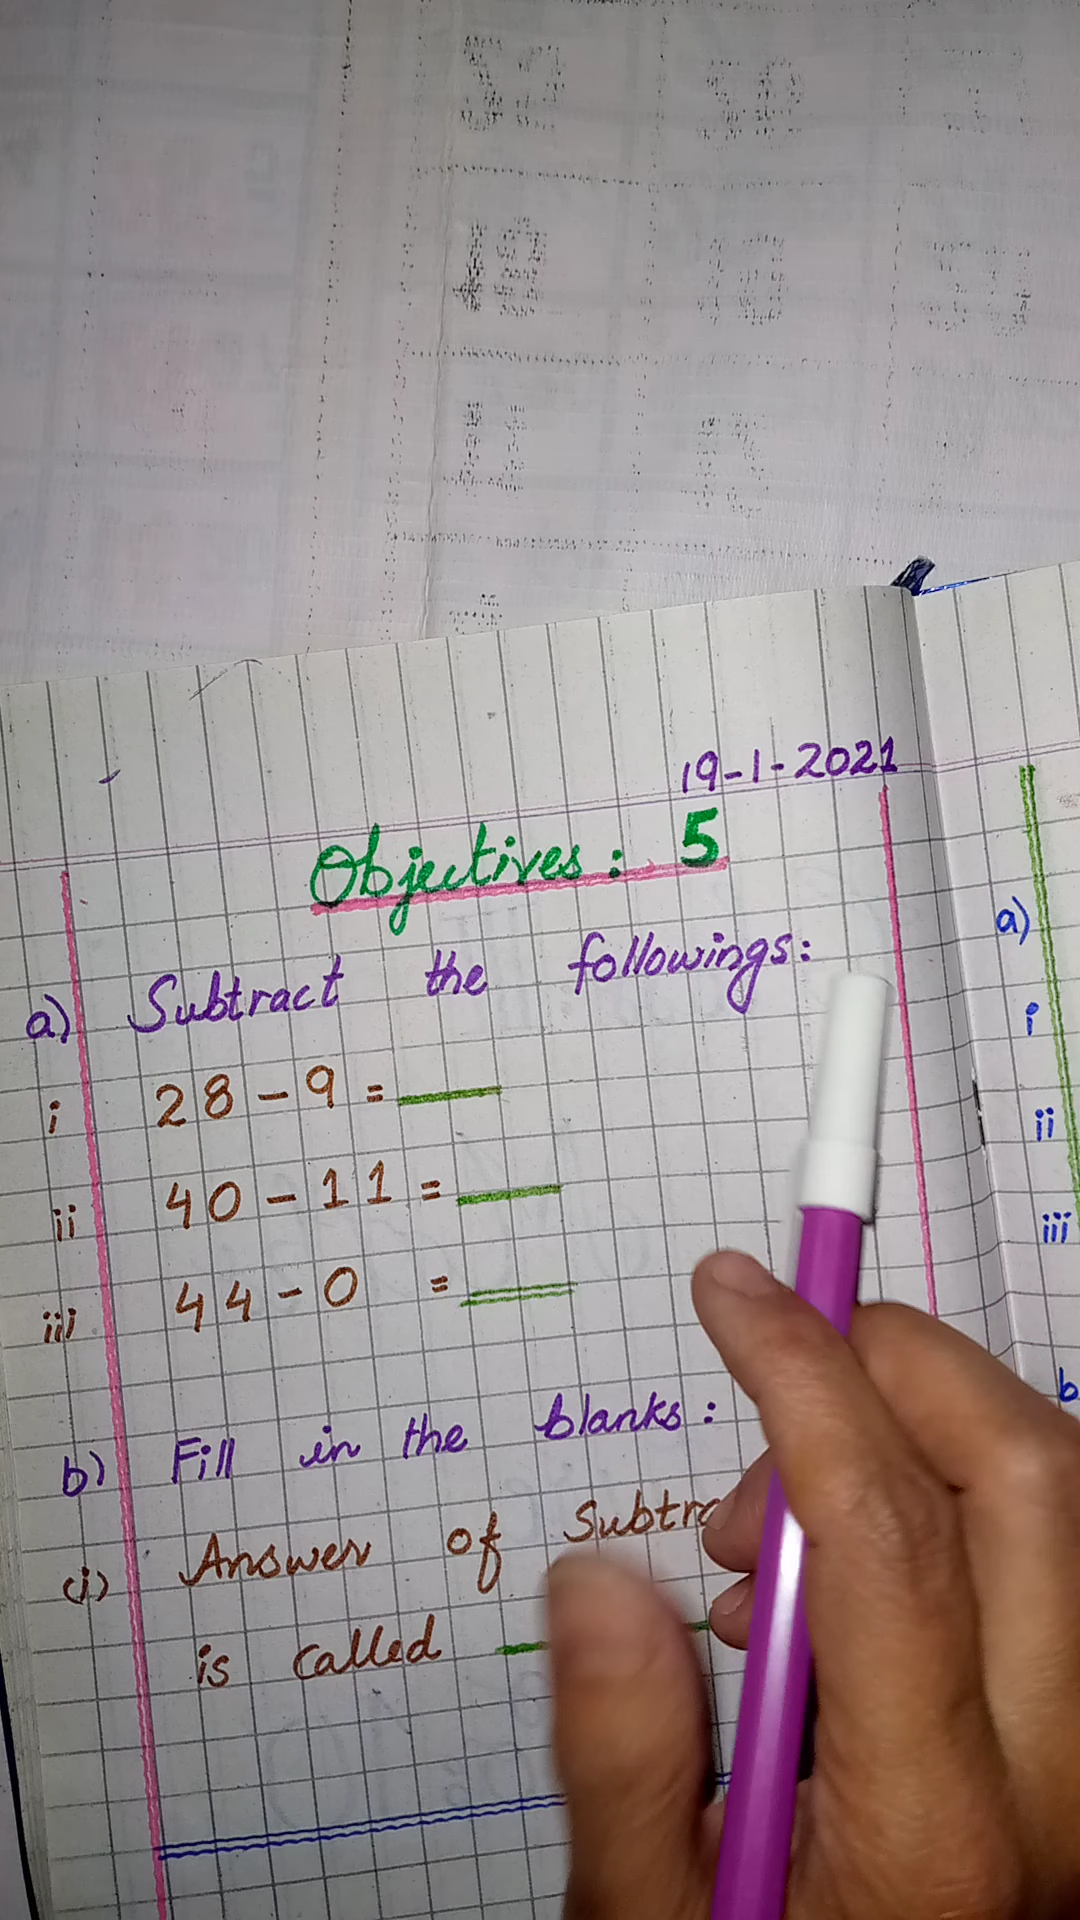 19-1-2021
Objectives: 5
a) Subtract the followings:
i 28-9=
ii 40-11=
iii 44-0 =
b) Fill in the blanks:
(i) Answer of
is called
a)
i
ii
iii
b